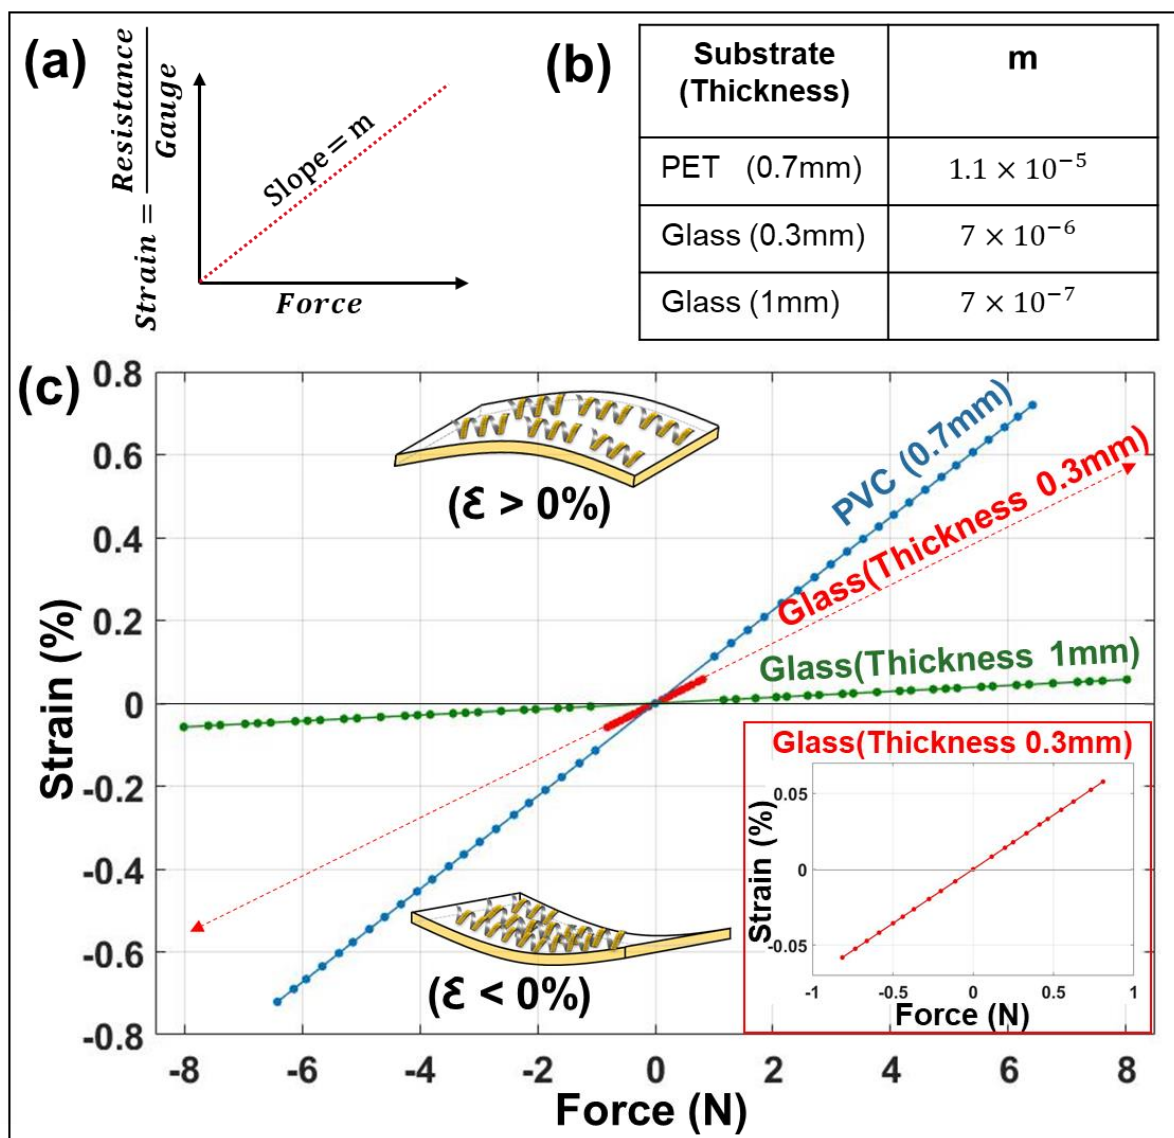 (a)
Strain = Resistance / Gauge
Slope = m
Force
(b)
Substrate (Thickness) m
PET (0.7mm) 1.1 × 10⁻⁵
Glass (0.3mm) 7 × 10⁻⁶
Glass (1mm) 7 × 10⁻⁷
(c)
Strain (%)
0.8
0.6
0.4
0.2
0
-0.2
-0.4
-0.6
-0.8
(Ɛ > 0%)
PVC (0.7mm)
Glass(Thickness 0.3mm)
Glass(Thickness 1mm)
(Ɛ < 0%)
Glass(Thickness 0.3mm)
Strain (%)
0.05
0
-0.05
-1 -0.5 0 0.5 1
Force (N)
-8 -6 -4 -2 0 2 4 6 8
Force (N)